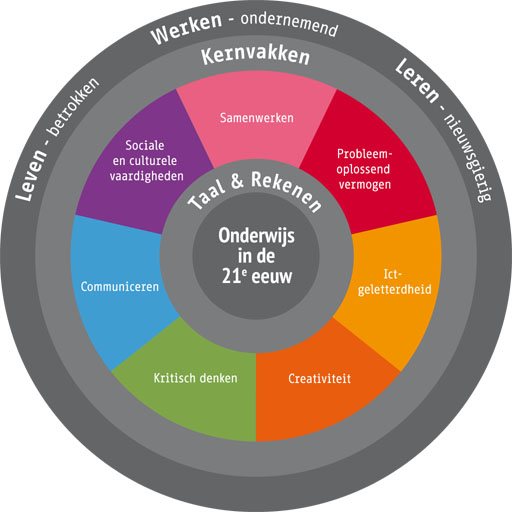 Werken - ondernemend
Leven - betrokken
Leren - nieuwsgierig
Kernvakken
Samenwerken
Sociale
en culturele
vaardigheden
Probleem-
oplossend
vermogen
Taal & Rekenen
Onderwijs
in de
21e eeuw
Communiceren
Ict-
geletterdheid
Kritisch denken
Creativiteit